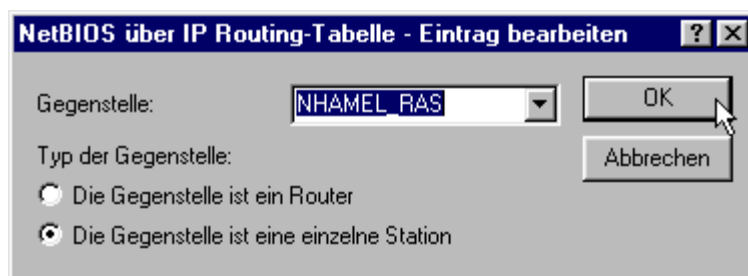 NetBIOS über IP Routing-Tabelle - Eintrag bearbeiten
Gegenstelle: NHAMEL_RAS OK
Typ der Gegenstelle: Abbrechen
Die Gegenstelle ist ein Router
Die Gegenstelle ist eine einzelne Station